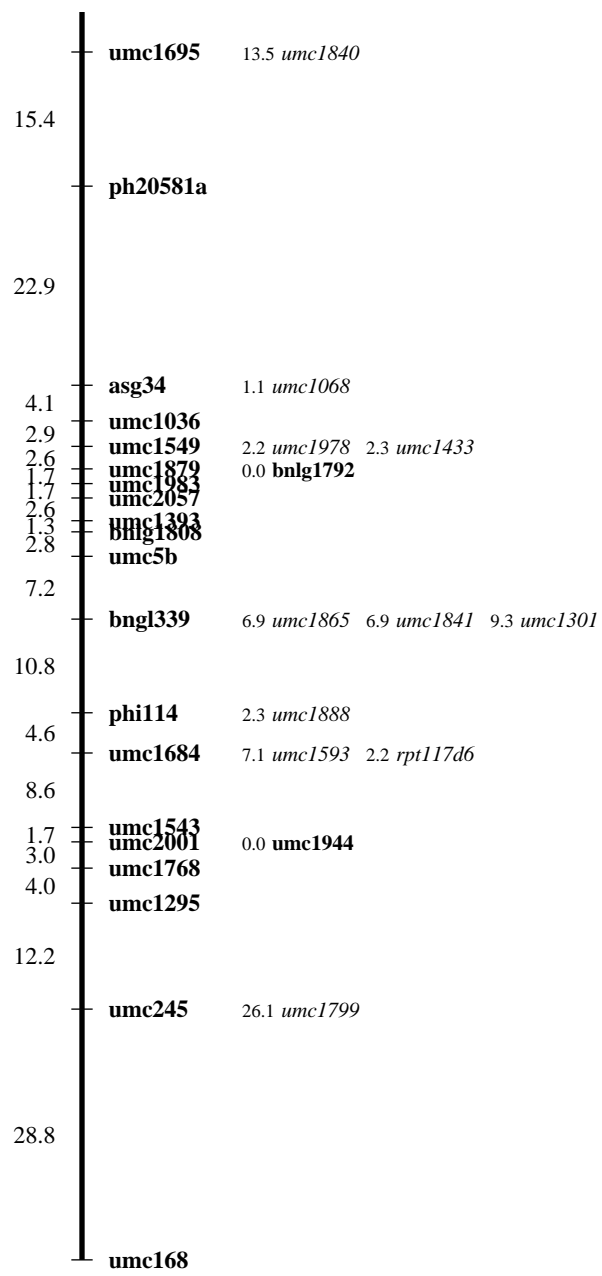 umc1695 13.5 umc1840
15.4
ph20581a
22.9
asg34 1.1 umc1068
4.1
umc1036
2.9
umc1549 2.2 umc1978 2.3 umc1433
2.6
umc1879 0.0 bnlg1792
1.7
umc1983
1.7
umc2057
2.6
umc1393
1.3
bnlg1808
2.8
umc5b
7.2
bngl339 6.9 umc1865 6.9 umc1841 9.3 umc1301
10.8
phi114 2.3 umc1888
4.6
umc1684 7.1 umc1593 2.2 rpt117d6
8.6
umc1543
1.7
umc2001 0.0 umc1944
3.0
umc1768
4.0
umc1295
12.2
umc245 26.1 umc1799
28.8
umc168